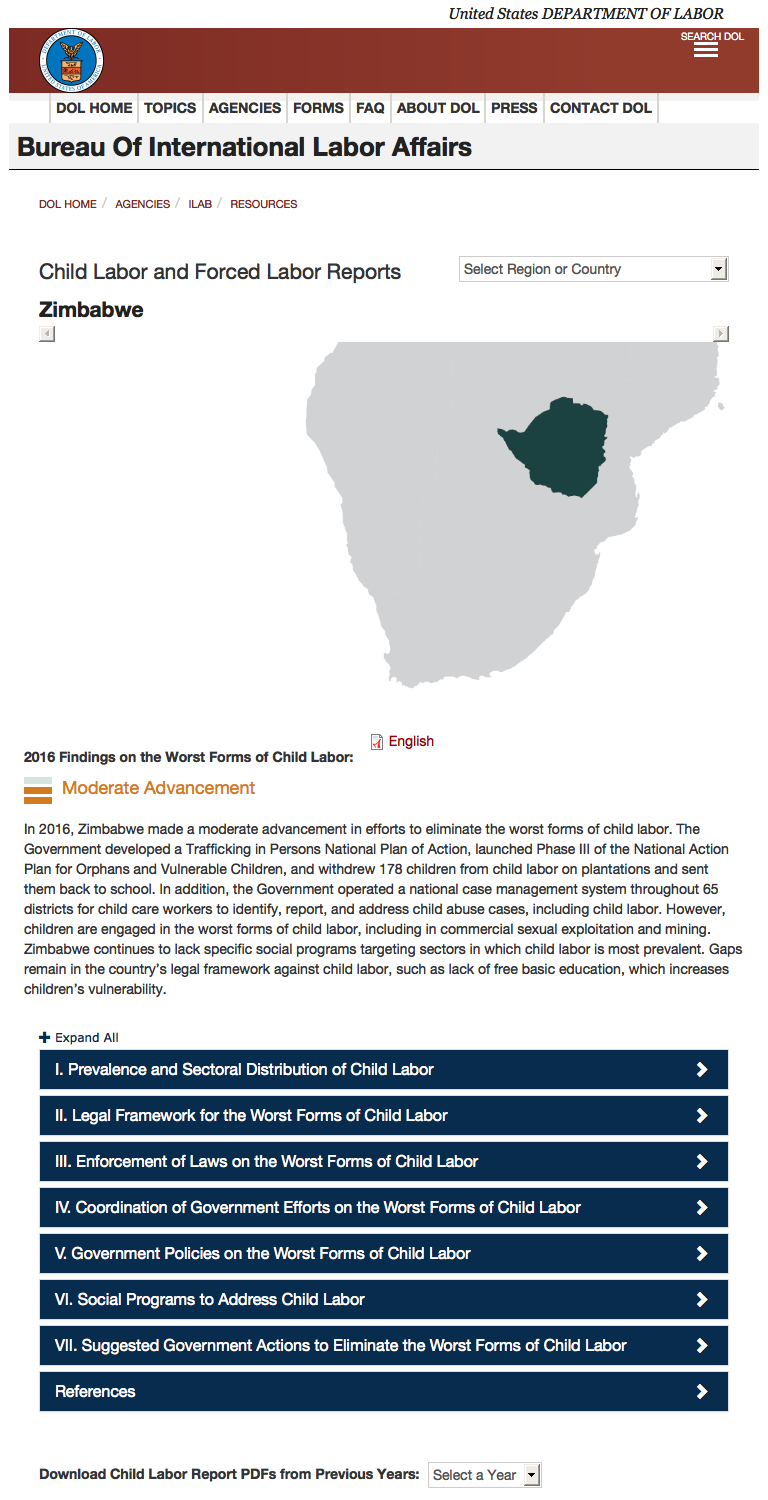 United States DEPARTMENT OF LABOR
SEARCH DOL
DOL HOME TOPICS AGENCIES FORMS FAQ ABOUT DOL PRESS CONTACT DOL
Bureau Of International Labor Affairs
DOL HOME / AGENCIES / ILAB / RESOURCES
Child Labor and Forced Labor Reports
Select Region or Country
Zimbabwe
English
2016 Findings on the Worst Forms of Child Labor:
Moderate Advancement
In 2016, Zimbabwe made a moderate advancement in efforts to eliminate the worst forms of child labor. The
Government developed a Trafficking in Persons National Plan of Action, launched Phase III of the National Action
Plan for Orphans and Vulnerable Children, and withdrew 178 children from child labor on plantations and sent
them back to school. In addition, the Government operated a national case management system throughout 65
districts for child care workers to identify, report, and address child abuse cases, including child labor. However,
children are engaged in the worst forms of child labor, including in commercial sexual exploitation and mining.
Zimbabwe continues to lack specific social programs targeting sectors in which child labor is most prevalent. Gaps
remain in the country's legal framework against child labor, such as lack of free basic education, which increases
children's vulnerability.
Expand All
I. Prevalence and Sectoral Distribution of Child Labor
II. Legal Framework for the Worst Forms of Child Labor
III. Enforcement of Laws on the Worst Forms of Child Labor
IV. Coordination of Government Efforts on the Worst Forms of Child Labor
V. Government Policies on the Worst Forms of Child Labor
VI. Social Programs to Address Child Labor
VII. Suggested Government Actions to Eliminate the Worst Forms of Child Labor
References
Download Child Labor Report PDFs from Previous Years: Select a Year